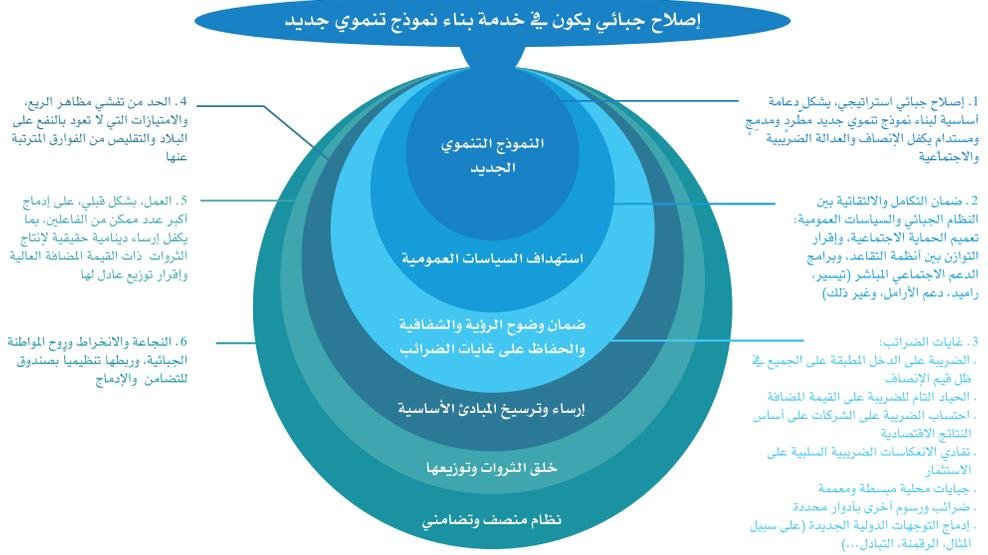 إصلاح جبائي يكون في خدمة بناء نموذج تنموي جديد
1. إصلاح جبائي استراتيجي، يشكل دعامة
أساسية لبناء نموذج تنموي جديد مطّردٍ ومدمجٍ
ومستدام يكفل الإنصاف والعدالة الضريبية
والاجتماعية
2. ضمان التكامل والالتقائية بين
النظام الجبائي والسياسات العمومية:
تعميم الحماية الاجتماعية، وإقرار
التوازن بين أنظمة التقاعد، وبرامج
الدعم الاجتماعي المباشر (تيسير،
راميد، دعم الأرامل، وغير ذلك)
3. غايات الضرائب:
. الضريبة على الدخل المطبقة على الجميع في
ظل قيم الإنصاف
. الحياد التام للضريبة على القيمة المضافة
. احتساب الضريبة على الشركات على أساس
النتائج الاقتصادية
. تفادي الانعكاسات الضريبية السلبية على
الاستثمار
. جبايات محلية مبسطة ومعممة
. ضرائب ورسوم أخرى بأدوار محددة
. إدماج التوجهات الدولية الجديدة (على سبيل
المثال، الرقمنة، التبادل...)
النموذج التنموي
الجديد
استهداف السياسات العمومية
ضمان وضوح الرؤية والشفافية
والحفاظ على غايات الضرائب
إرساء وترسيخ المبادئ الأساسية
خلق الثروات وتوزيعها
نظام منصف وتضامني
4. الحد من تفشي مظاهر الريع،
والامتيازات التي لا تعود بالنفع على
البلاد والتقليص من الفوارق المترتبة
عنها
5. العمل، بشكل قبلي، على إدماج
أكبر عدد ممكن من الفاعلين، بما
يكفل إرساء دينامية حقيقية لإنتاج
الثروات ذات القيمة المضافة العالية
وإقرار توزيع عادل لها
6. النجاعة والانخراط وروح المواطنة
الجبائية، وربطها تنظيمياً بصندوق
للتضامن والإدماج